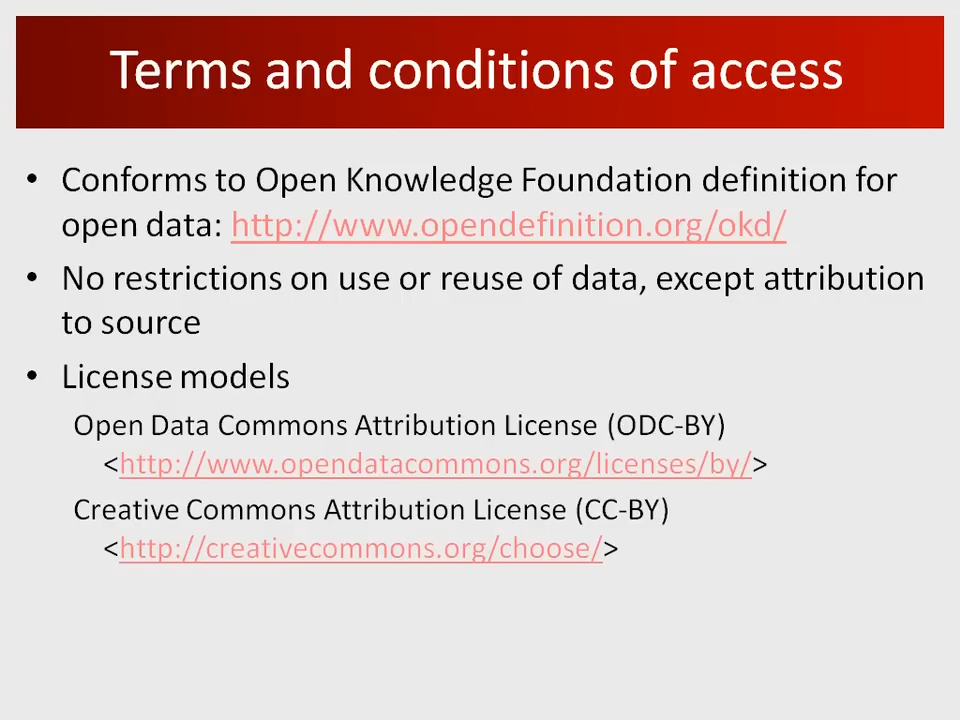 Terms and conditions of access
• Conforms to Open Knowledge Foundation definition for
open data: http://www.opendefinition.org/okd/
• No restrictions on use or reuse of data, except attribution
to source
• License models
Open Data Commons Attribution License (ODC-BY)
<http://www.opendatacommons.org/licenses/by/>
Creative Commons Attribution License (CC-BY)
<http://creativecommons.org/choose/>